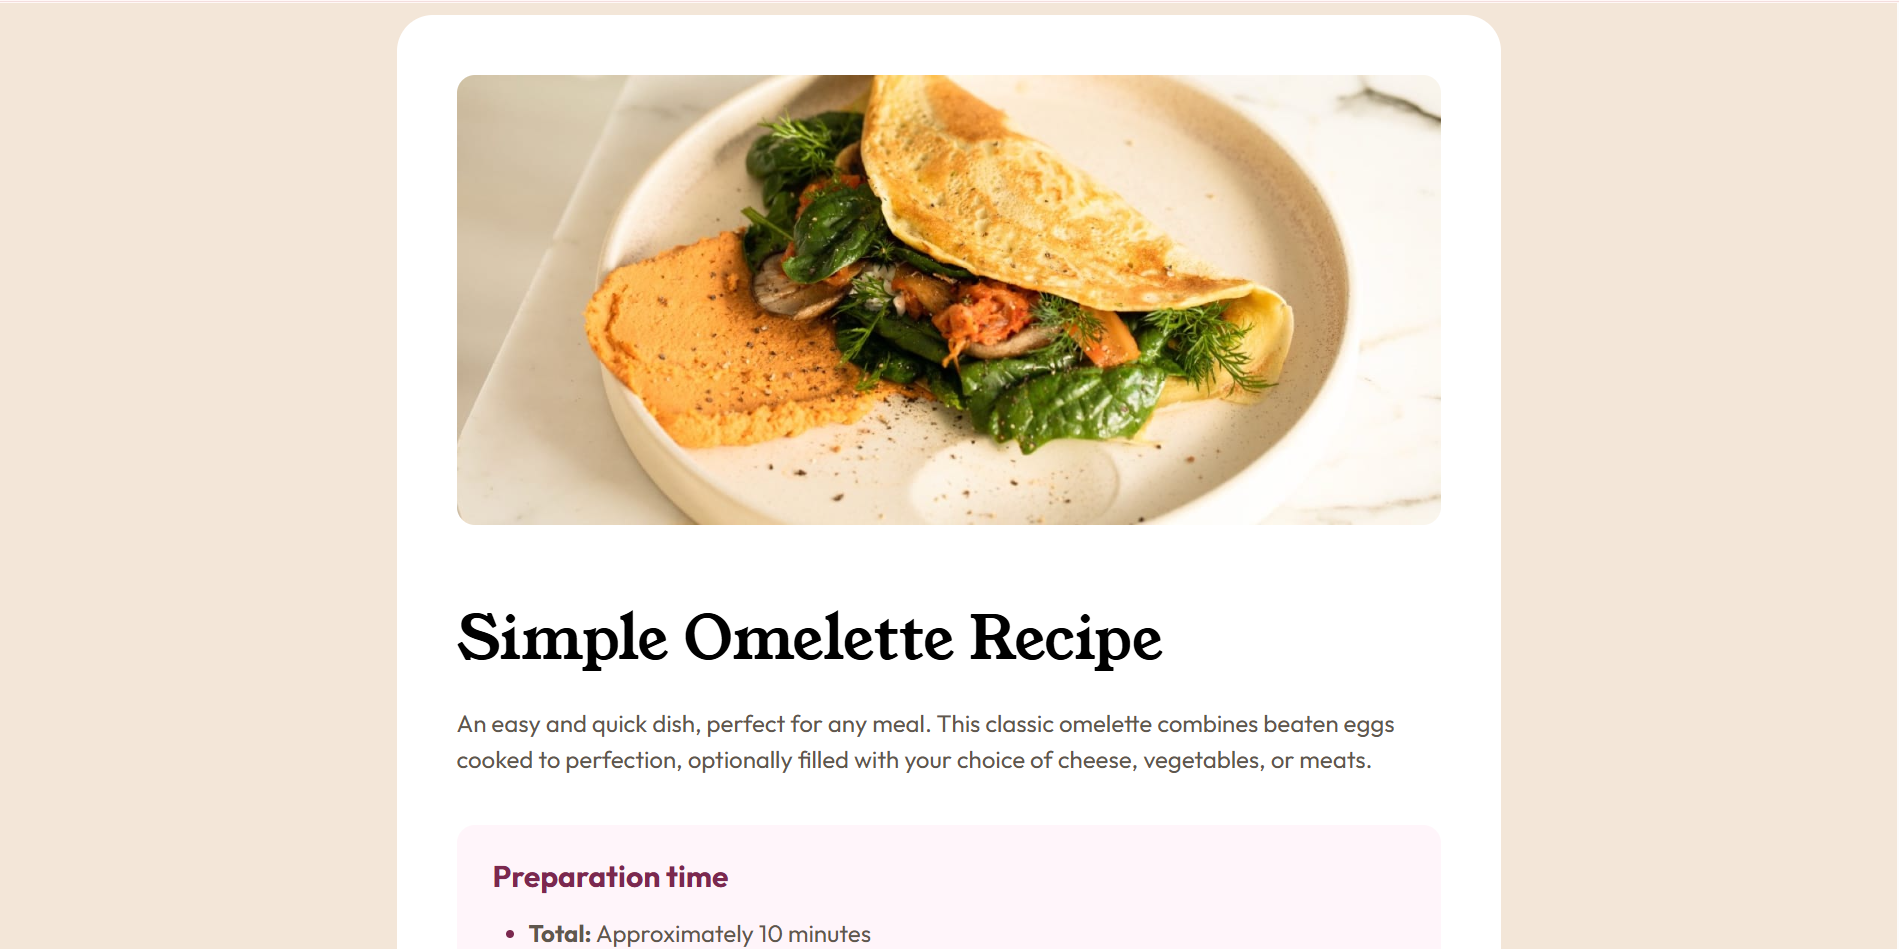 Simple Omelette Recipe
An easy and quick dish, perfect for any meal. This classic omelette combines beaten eggs
cooked to perfection, optionally filled with your choice of cheese, vegetables, or meats.
Preparation time
• Total: Approximately 10 minutes